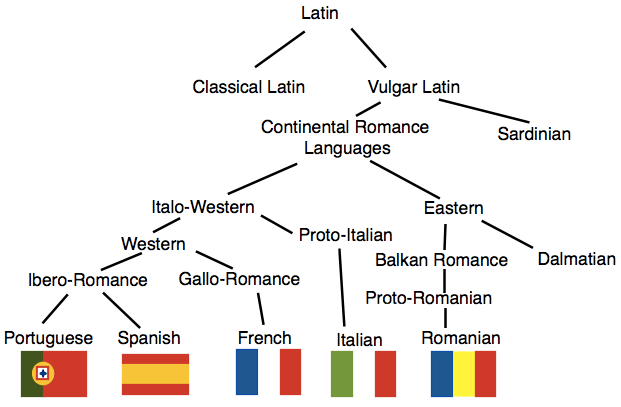 Latin
Classical Latin
Vulgar Latin
Continental Romance
Languages
Sardinian
Italo-Western
Eastern
Western
Proto-Italian
Balkan Romance
Dalmatian
Ibero-Romance
Gallo-Romance
Proto-Romanian
Portuguese
Spanish
French
Italian
Romanian